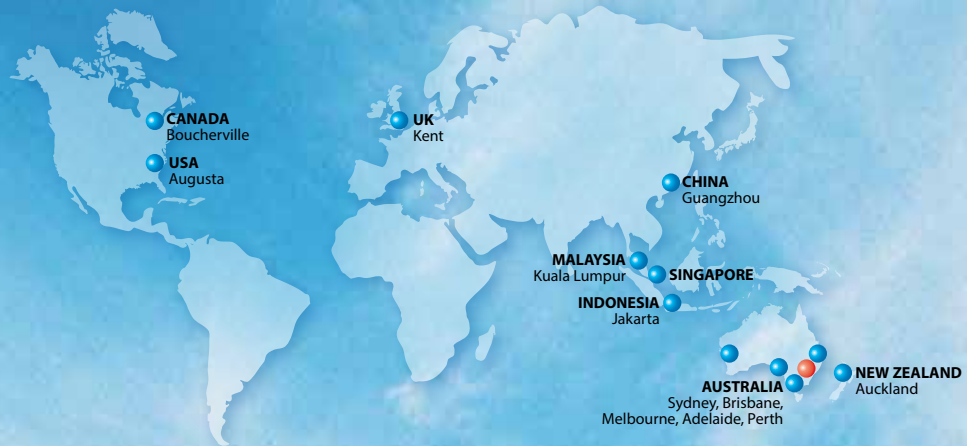 CANADA
Boucherville
USA
Augusta
UK
Kent
CHINA
Guangzhou
MALAYSIA
Kuala Lumpur
SINGAPORE
INDONESIA
Jakarta
AUSTRALIA
Sydney, Brisbane,
Melbourne, Adelaide, Perth
NEW ZEALAND
Auckland